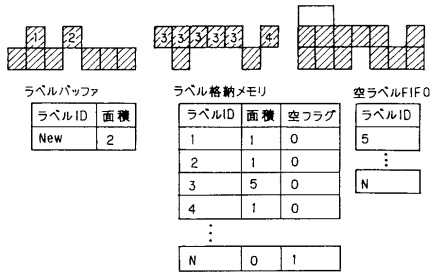 1 2
3 3 3 3 3 4
ラベルバッファ
ラベルID 面積
New 2
ラベル格納メモリ
ラベルID 面積 空フラグ
1 1 0
2 1 0
3 5 0
4 1 0
⋮
N 0 1
空ラベルFIFO
5
⋮
N
ラベルID